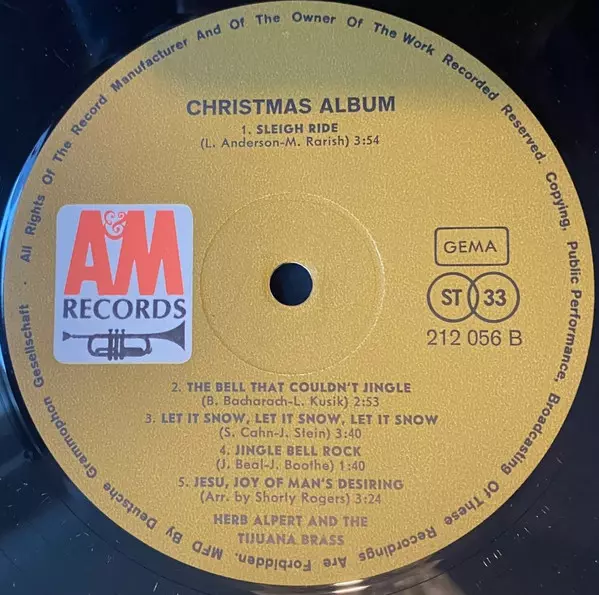 CHRISTMAS ALBUM
1. SLEIGH RIDE
(L. Anderson-M. Rarish) 3:54
A&M
RECORDS
GEMA
ST 33
212 056 B
2. THE BELL THAT COULDN'T JINGLE
(B. Bacharach-L. Kusik) 2:53
3. LET IT SNOW, LET IT SNOW, LET IT SNOW
(S. Cahn-J. Stein) 3:40
4. JINGLE BELL ROCK
(J. Beal-J. Boothe) 1:40
5. JESU, JOY OF MAN'S DESIRING
(Arr. by Shorly Rogers) 3:24
HERB ALPERT AND THE
TIJUANA BRASS
· All Rights Of The Record Manufacturer And Of The Owner Of The Work Recorded Reserved. Copying, Public Performance, Broadcasting Of These Recordings Are Forbidden. MFD By Deutsche Grammophon Gesellschaft